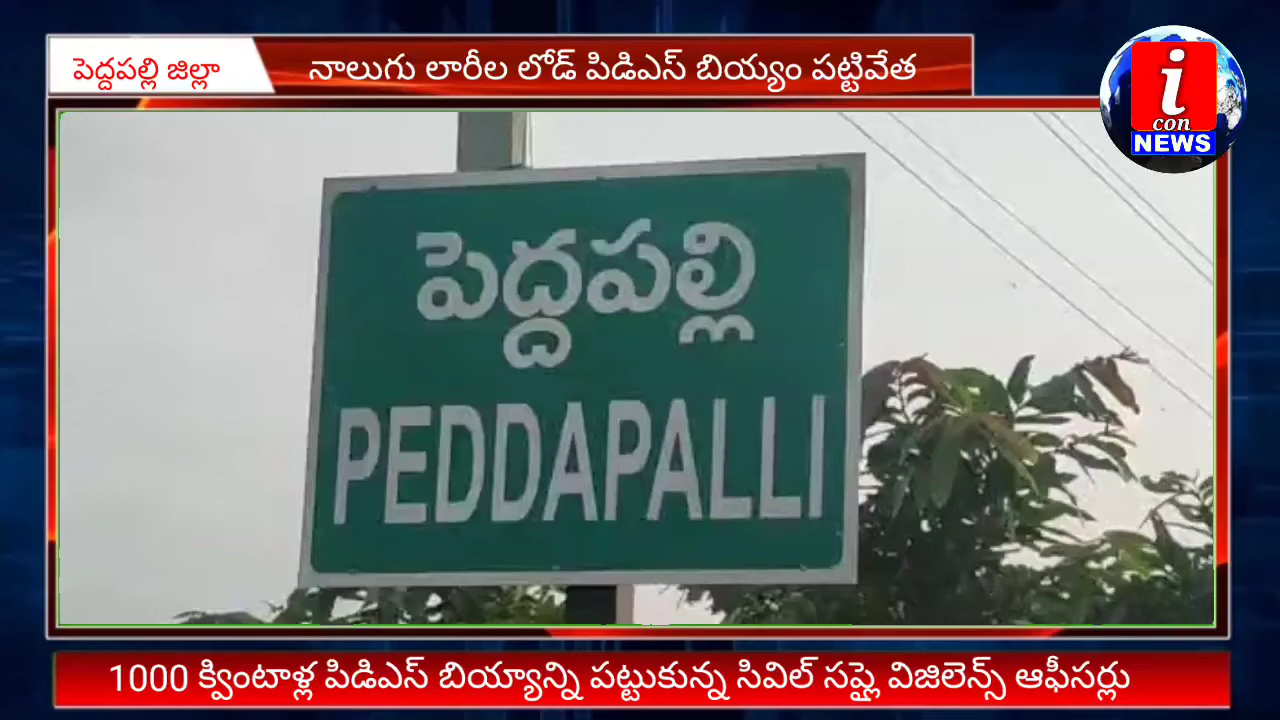 పెద్దపల్లి జిల్లా
నాలుగు లారీల లోడ్ పిడిఎస్ బియ్యం పట్టివేత
i
con
NEWS
పెద్దపల్లి
PEDDAPALLI
1000 క్వింటాళ్ల పిడిఎస్ బియ్యాన్ని పట్టుకున్న సివిల్ సప్లై విజిలెన్స్ ఆఫీసర్లు